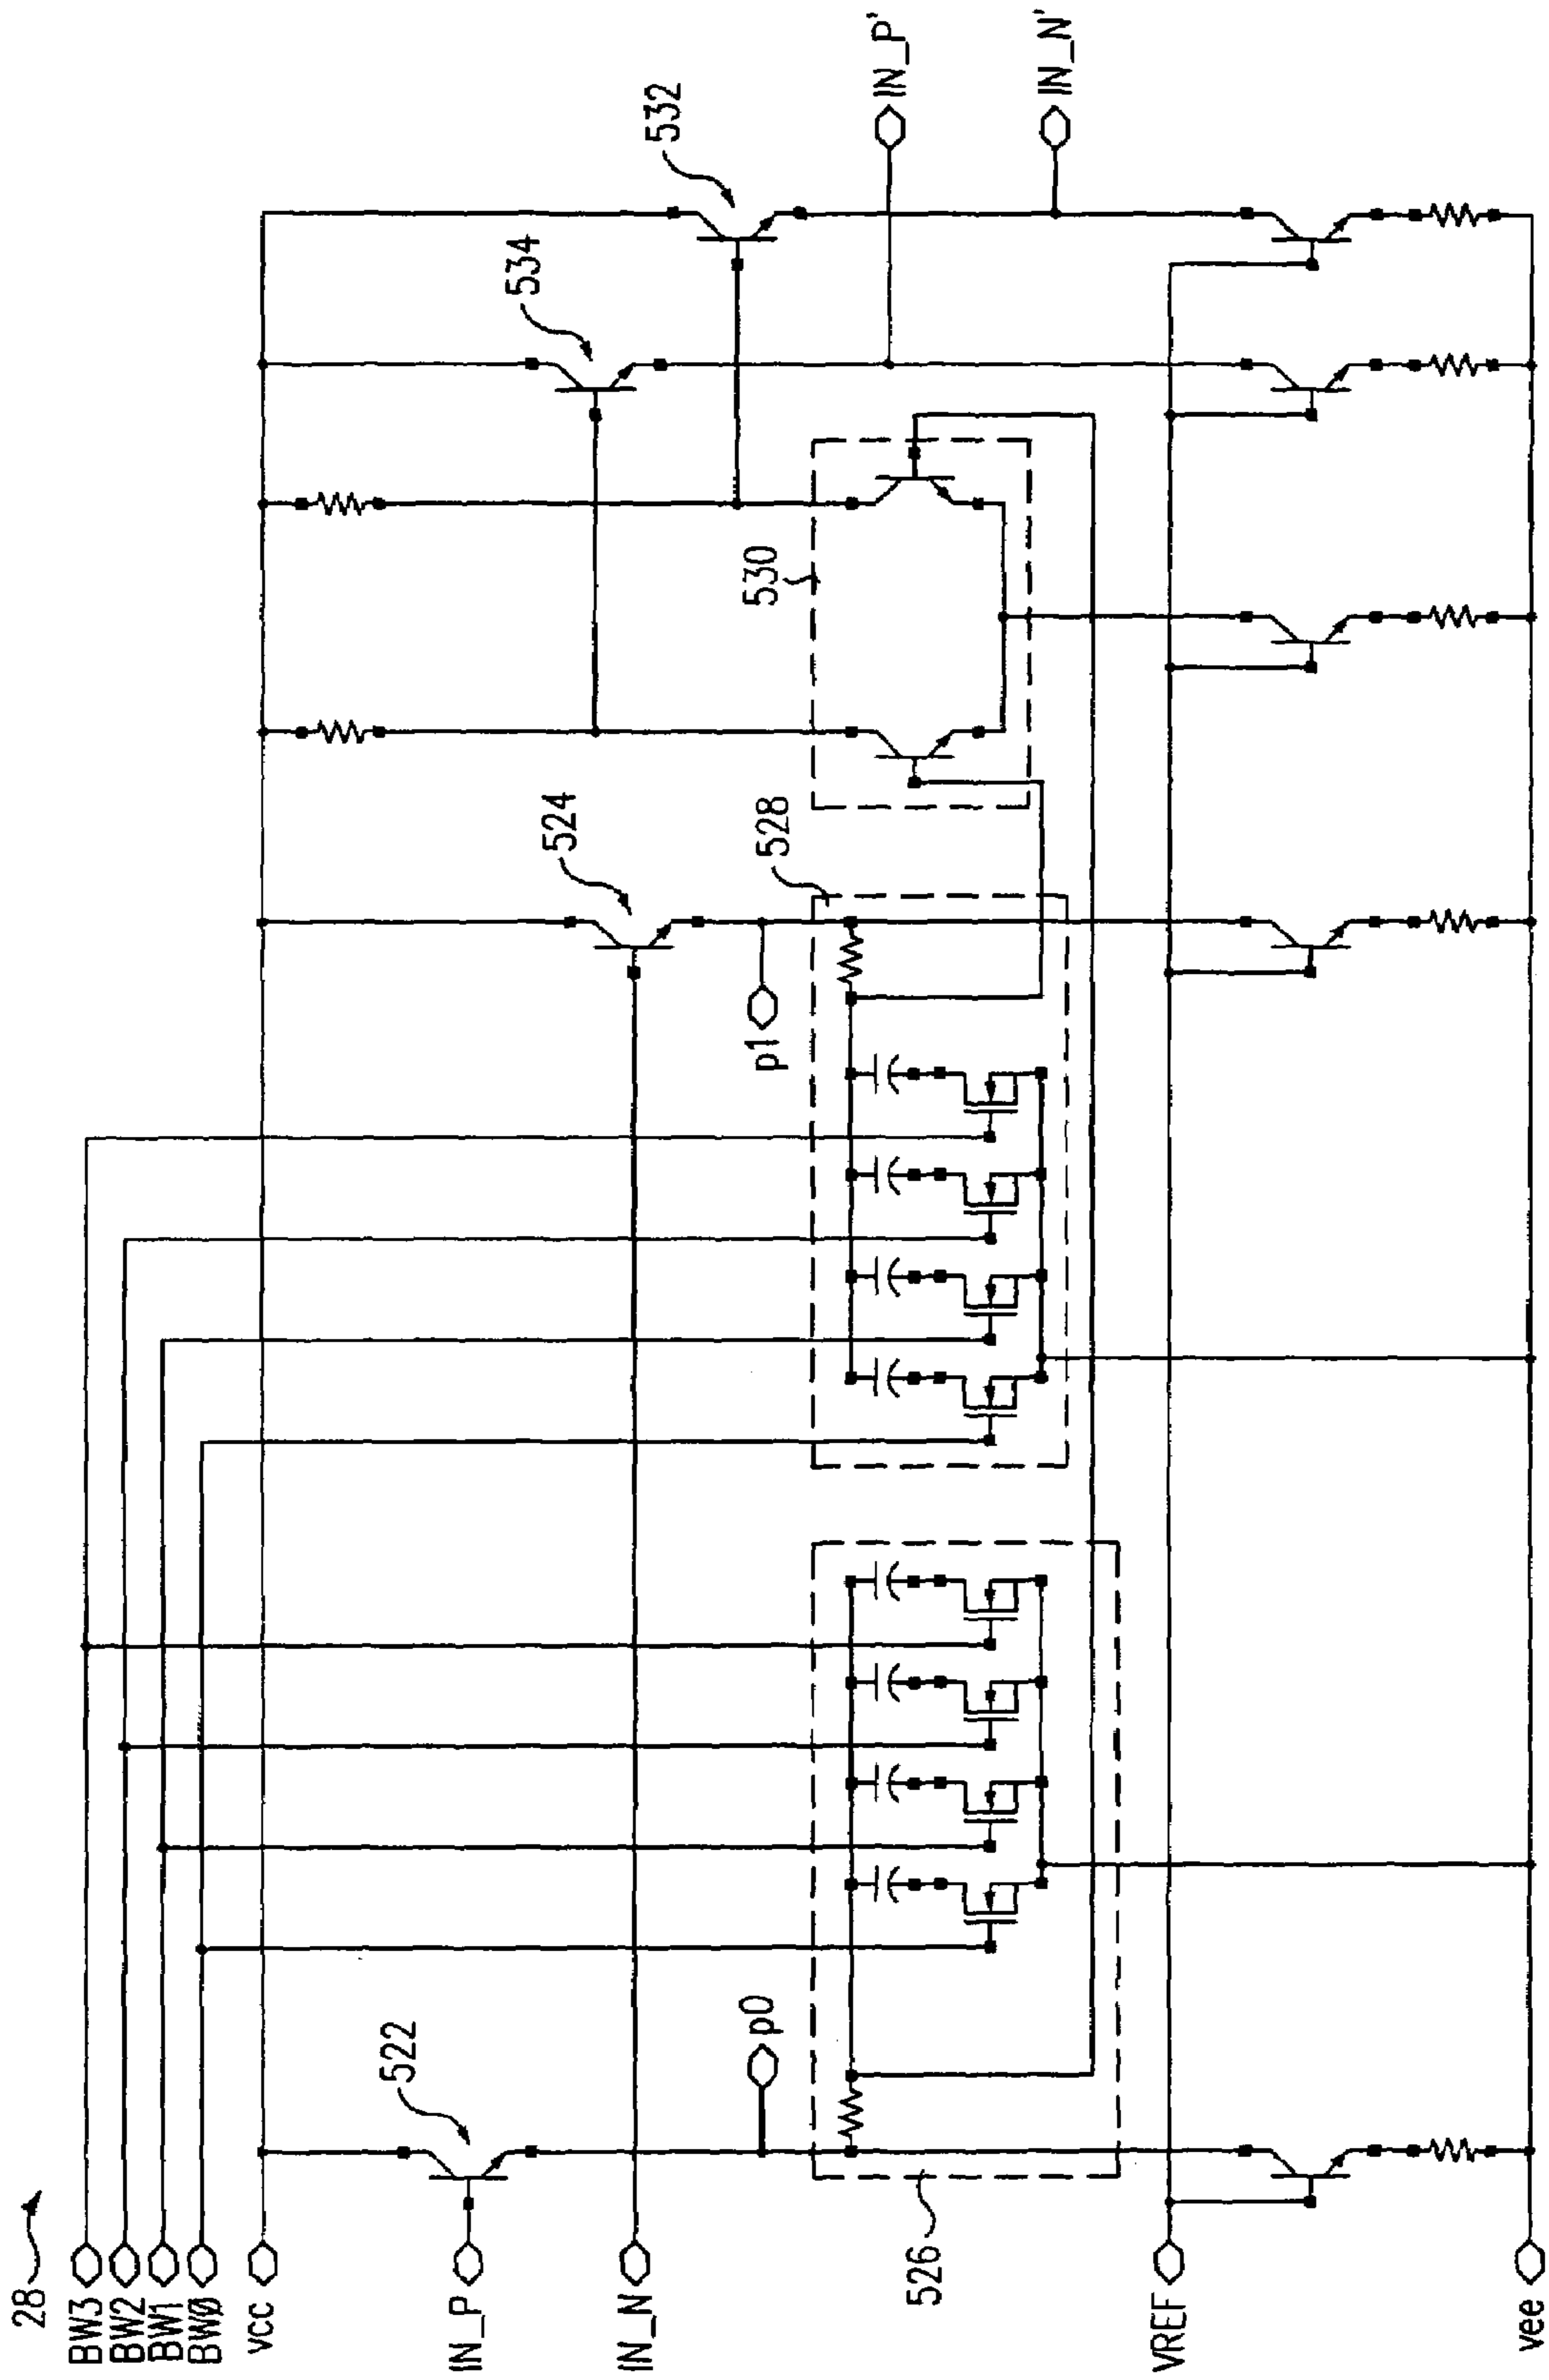 28
BW3
BW2
BW1
BWØ
vcc
IN_P
IN_N
VREF
vee
522
p0
526
524
p1
528
530
534
532
IN_P'
IN_N'